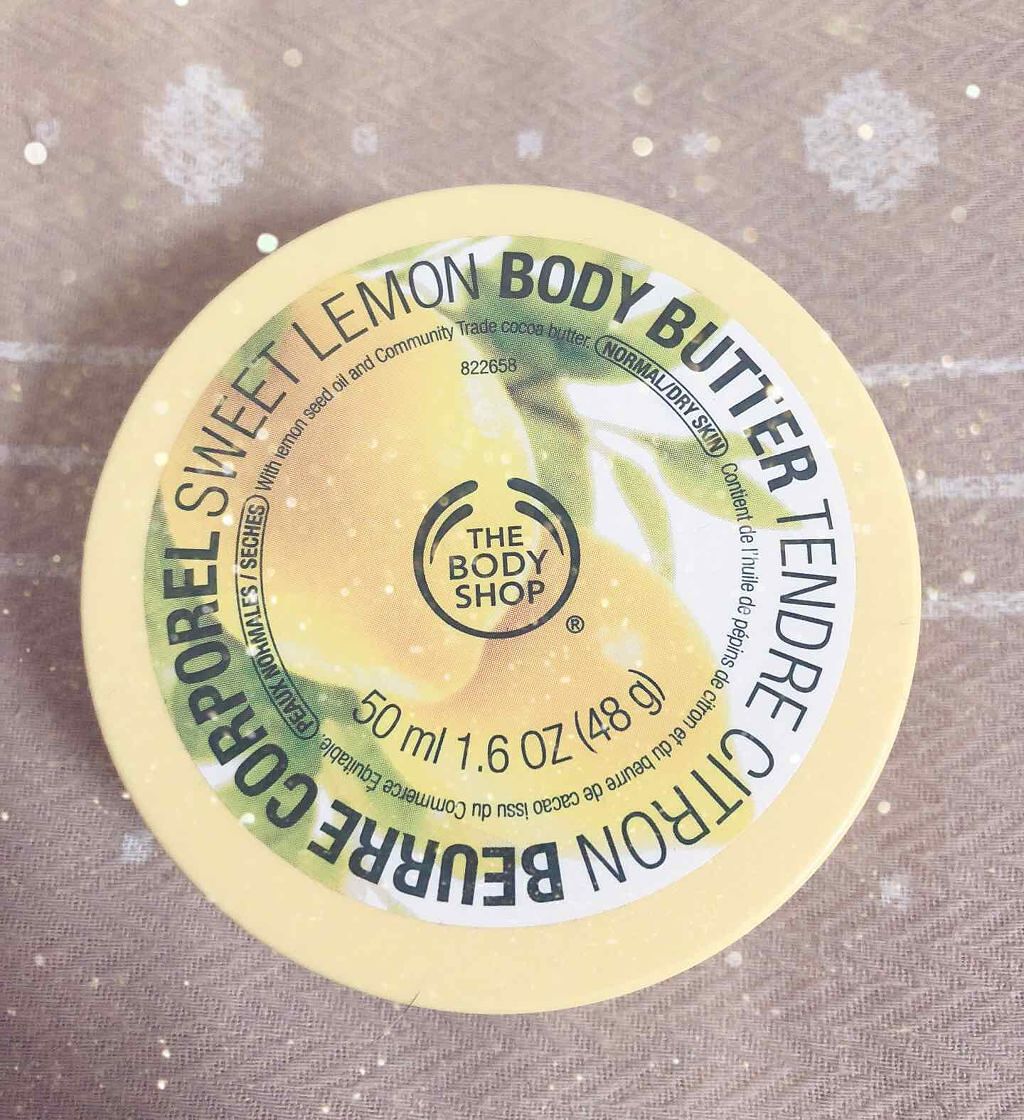 SWEET LEMON BODY BUTTER
With lemon seed oil and Community Trade cocoa butter NORMAL/DRY SKIN
822658
THE
BODY
SHOP
®
50 ml 1.6 OZ (48 g)
TENDRE CITRON BEURRE CORPOREL
Contient de l'huile de pépins de citron et du beurre de cacao issu du Commerce Équitable. PEAUX NORMALES / SECHES